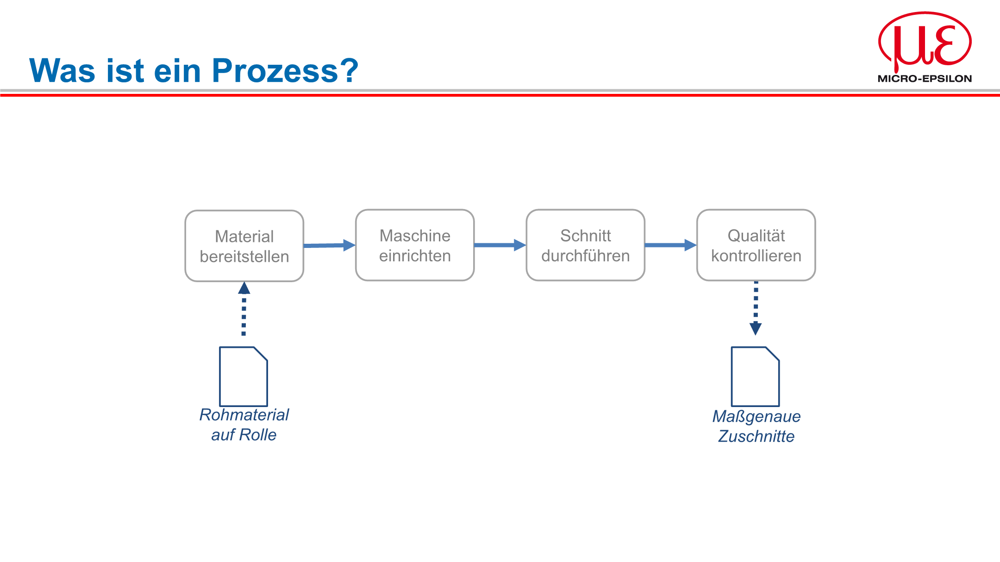 Was ist ein Prozess?
με
MICRO-EPSILON
Material
bereitstellen
Maschine
einrichten
Schnitt
durchführen
Qualität
kontrollieren
Rohmaterial
auf Rolle
Maßgenaue
Zuschnitte